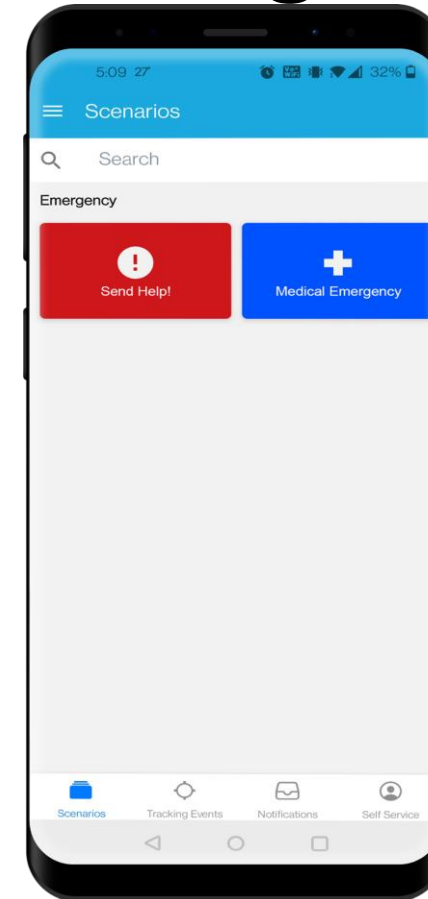 5:09 27°
32%
Scenarios
Search
Emergency
Send Help!
Medical Emergency
Scenarios
Tracking Events
Notifications
Self Service